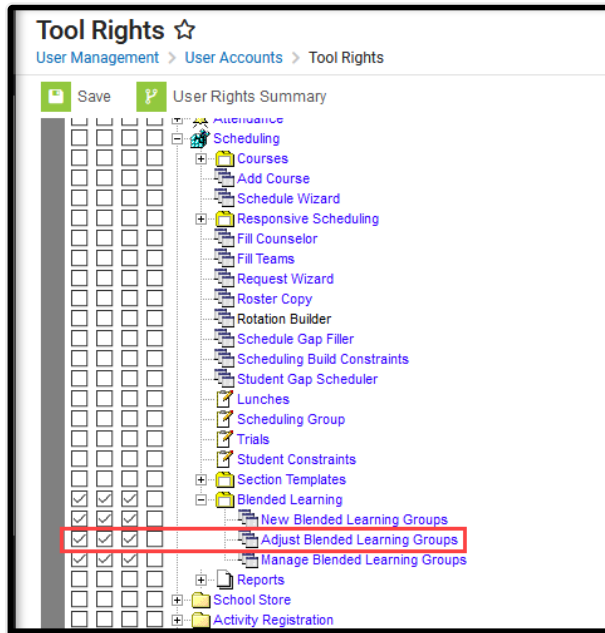 Tool Rights
User Management > User Accounts > Tool Rights
Save User Rights Summary
Attendance
Scheduling
Courses
Add Course
Schedule Wizard
Responsive Scheduling
Fill Counselor
Fill Teams
Request Wizard
Roster Copy
Rotation Builder
Schedule Gap Filler
Scheduling Build Constraints
Student Gap Scheduler
Lunches
Scheduling Group
Trials
Student Constraints
Section Templates
Blended Learning
New Blended Learning Groups
Adjust Blended Learning Groups
Manage Blended Learning Groups
Reports
School Store
Activity Registration